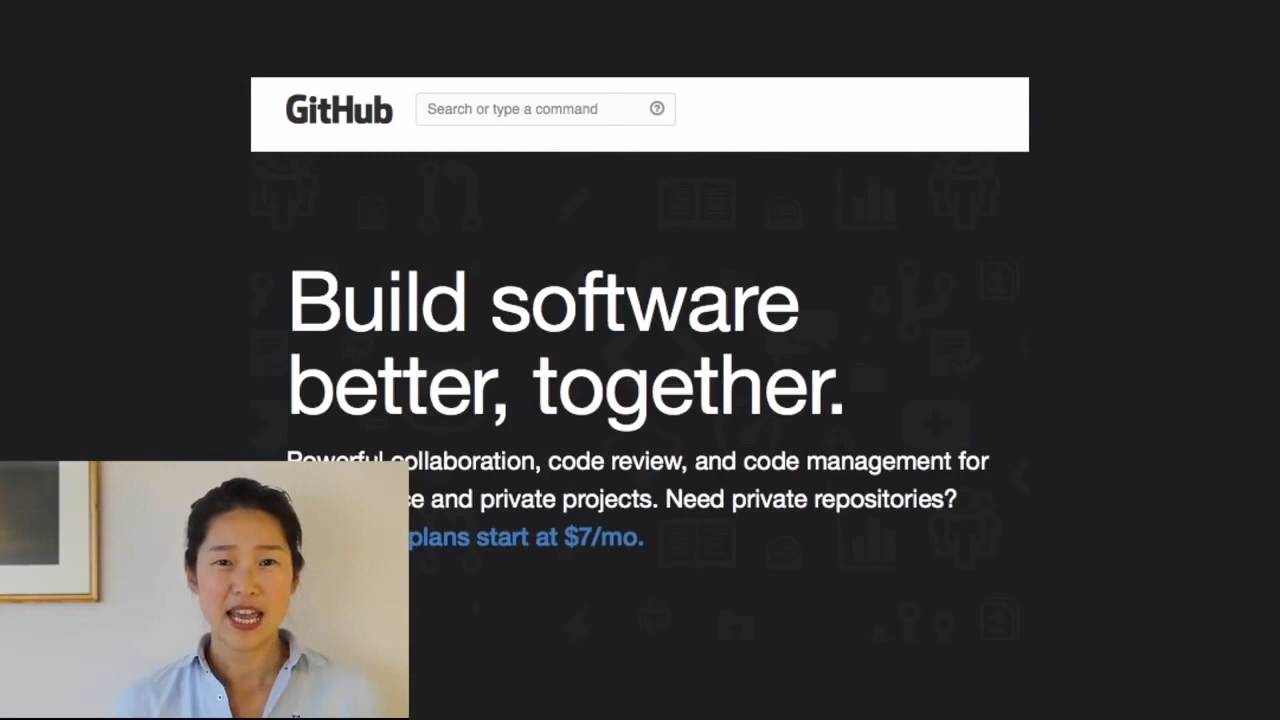 GitHub
Search or type a command
Build software
better, together.
Powerful collaboration, code review, and code management for
and private projects. Need private repositories?
plans start at $7/mo.